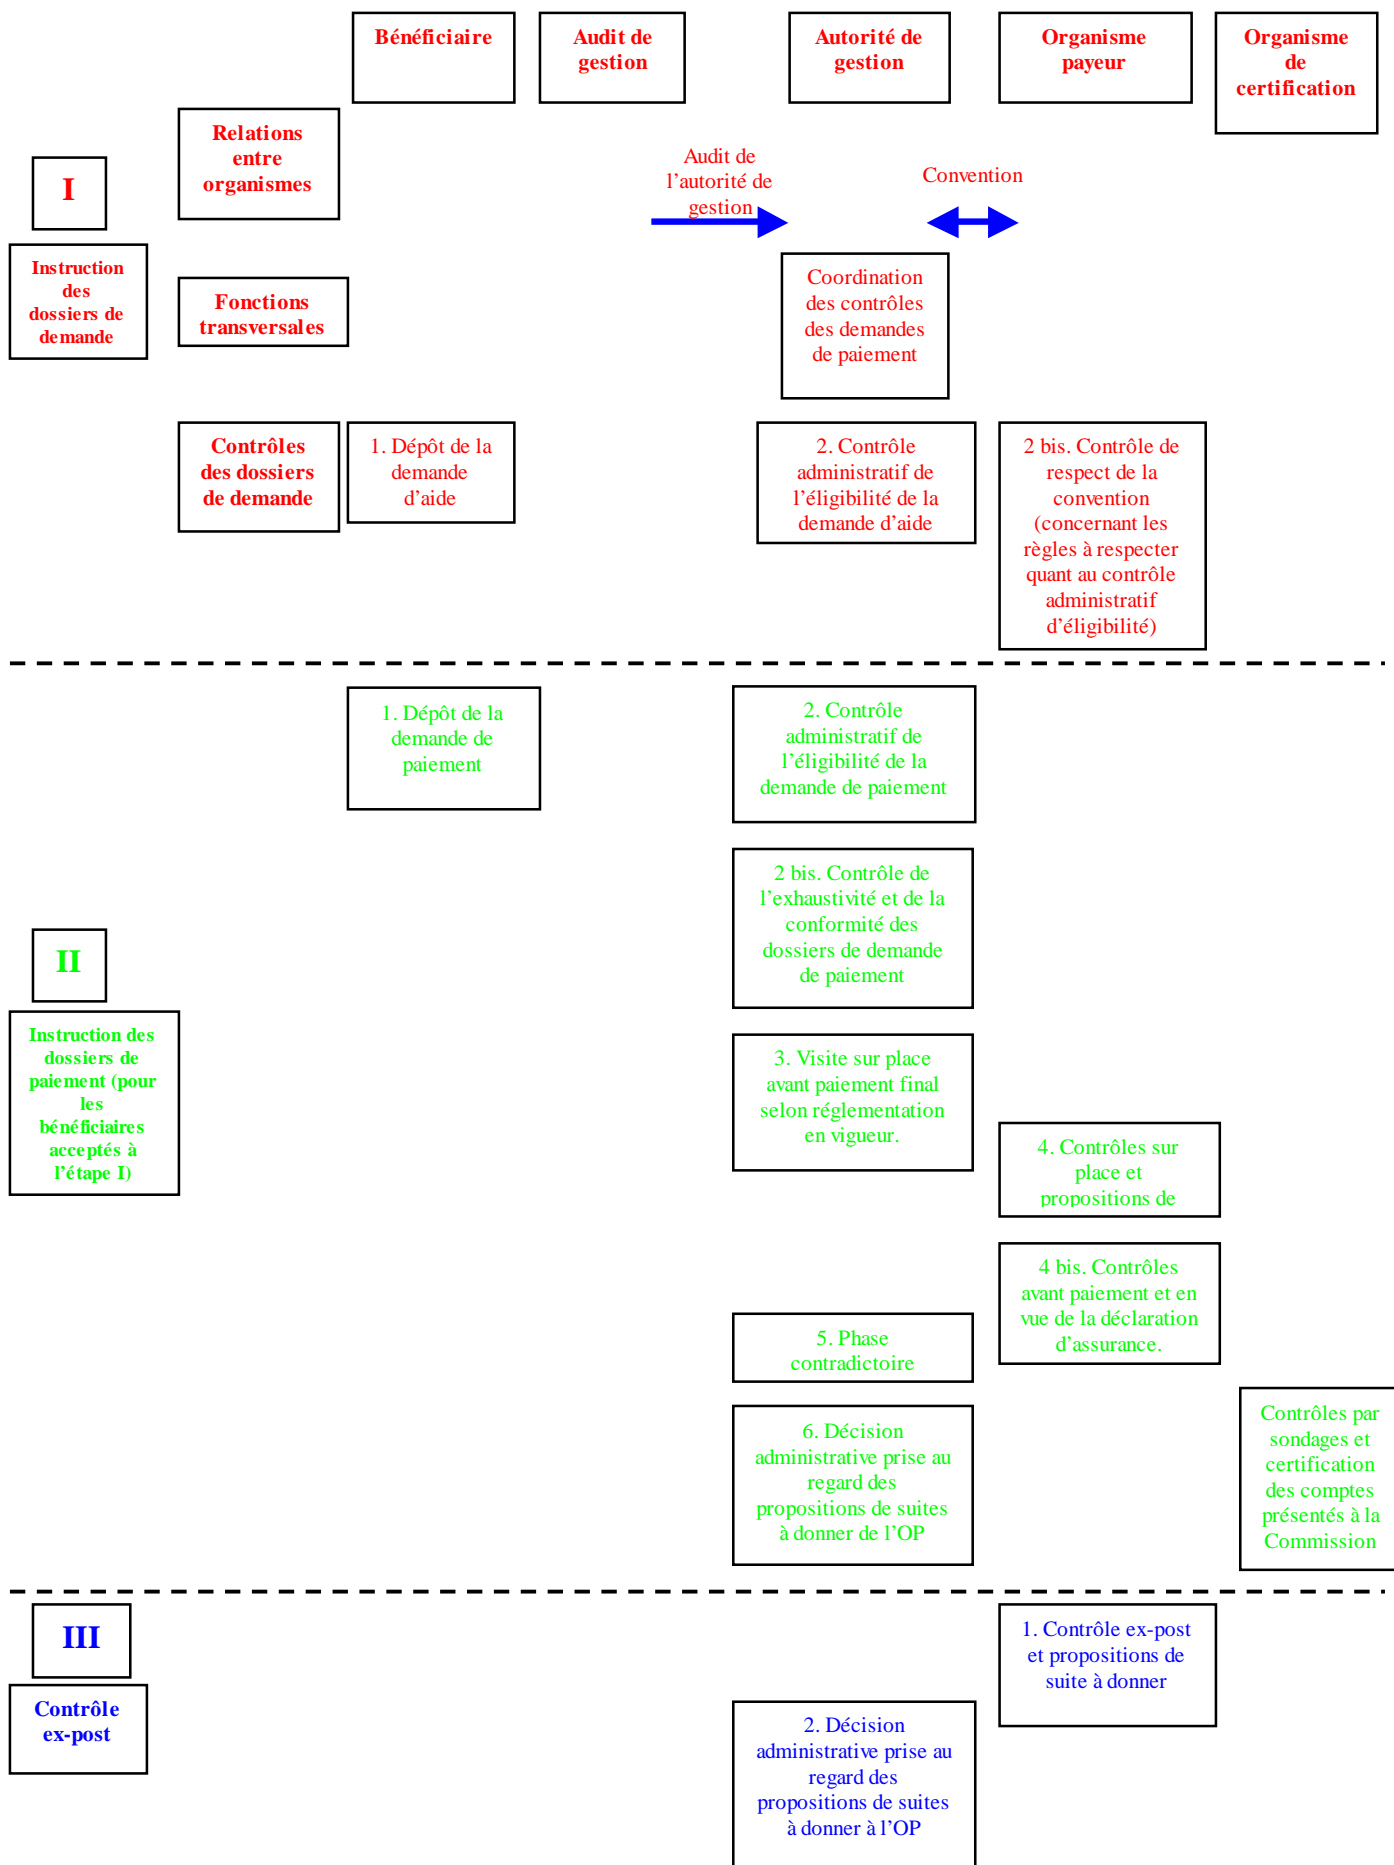 Bénéficiaire
Audit de
gestion
Autorité de
gestion
Organisme
payeur
Organisme
de
certification
Relations
entre
organismes
I
Audit de
l’autorité de
gestion
Convention
Instruction
des
dossiers de
demande
Fonctions
transversales
Coordination
des contrôles
des demandes
de paiement
Contrôles
des dossiers
de demande
1. Dépôt de la
demande
d’aide
2. Contrôle
administratif de
l’éligibilité de la
demande d’aide
2 bis. Contrôle de
respect de la
convention
(concernant les
règles à respecter
quant au contrôle
administratif
d’éligibilité)
1. Dépôt de la
demande de
paiement
2. Contrôle
administratif de
l’éligibilité de la
demande de paiement
2 bis. Contrôle de
l’exhaustivité et de la
conformité des
dossiers de demande
de paiement
II
Instruction des
dossiers de
paiement (pour
les
bénéficiaires
acceptés à
l’étape I)
3. Visite sur place
avant paiement final
selon réglementation
en vigueur.
4. Contrôles sur
place et
propositions de
4 bis. Contrôles
avant paiement et en
vue de la déclaration
d’assurance.
5. Phase
contradictoire
6. Décision
administrative prise au
regard des
propositions de suites
à donner de l’OP
Contrôles par
sondages et
certification
des comptes
présentés à la
Commission
III
Contrôle
ex-post
1. Contrôle ex-post
et propositions de
suite à donner
2. Décision
administrative prise au
regard des
propositions de suites
à donner à l’OP